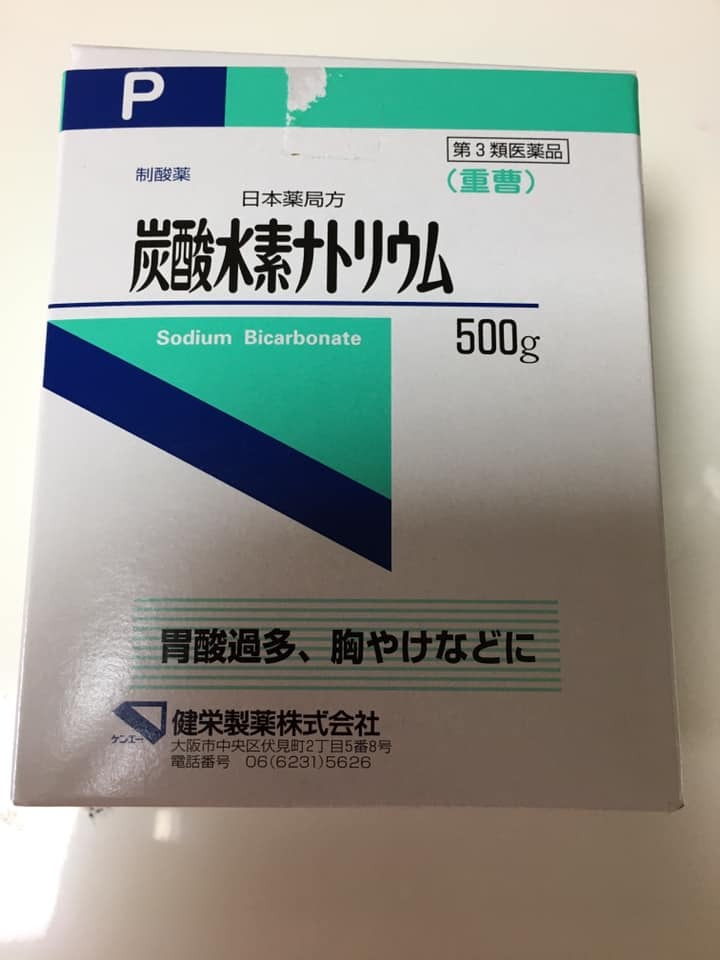 P
第3類医薬品
制酸薬
(重曹)
日本薬局方
炭酸水素ナトリウム
Sodium Bicarbonate
500g
胃酸過多、胸やけなどに
ケンエー
健栄製薬株式会社
大阪市中央区伏見町2丁目5番8号
電話番号 06(6231)5626